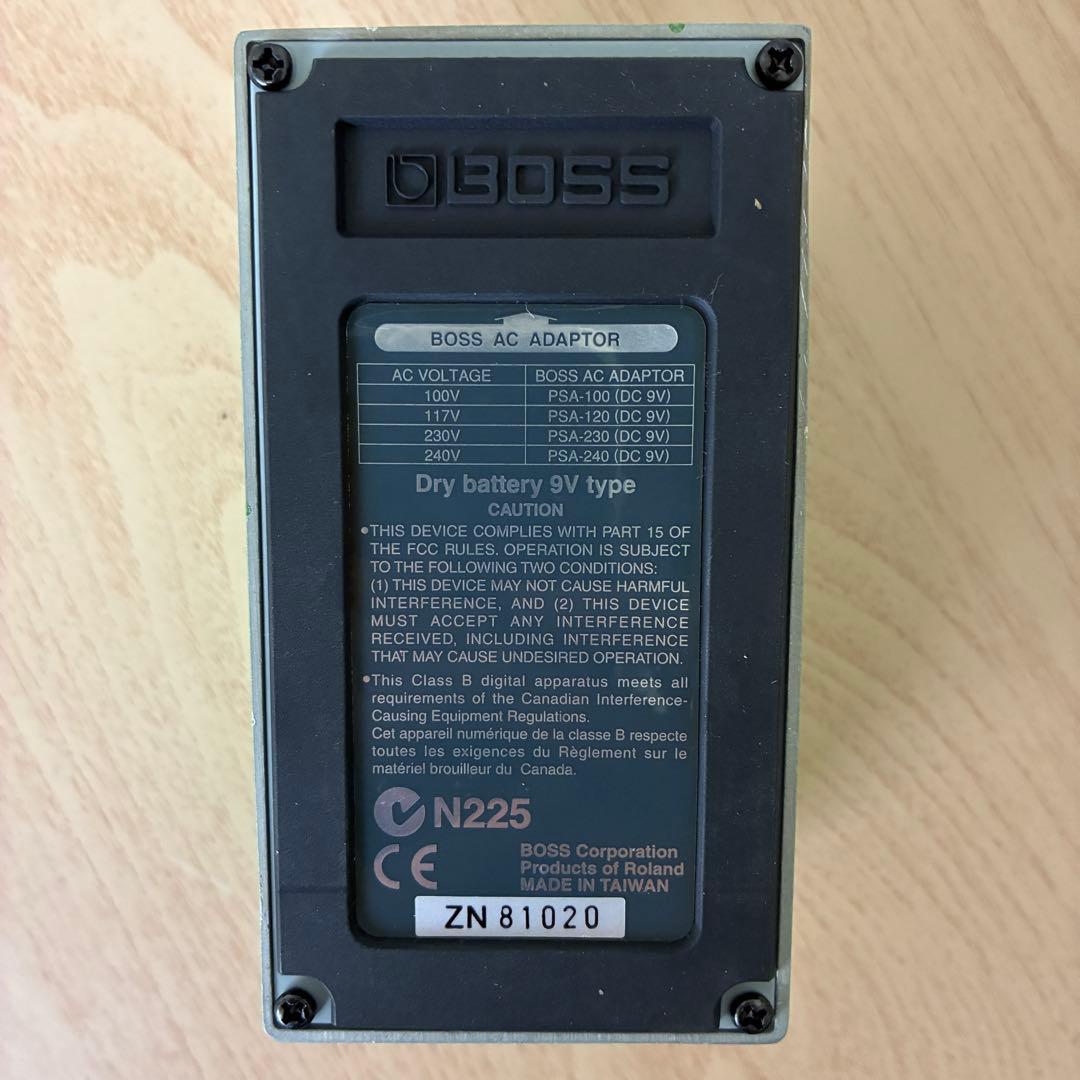 BOSS
BOSS AC ADAPTOR
AC VOLTAGE BOSS AC ADAPTOR
100V PSA-100 (DC 9V)
117V PSA-120 (DC 9V)
230V PSA-230 (DC 9V)
240V PSA-240 (DC 9V)
Dry battery 9V type
CAUTION
•THIS DEVICE COMPLIES WITH PART 15 OF
THE FCC RULES. OPERATION IS SUBJECT
TO THE FOLLOWING TWO CONDITIONS:
(1) THIS DEVICE MAY NOT CAUSE HARMFUL
INTERFERENCE, AND (2) THIS DEVICE
MUST ACCEPT ANY INTERFERENCE
RECEIVED, INCLUDING INTERFERENCE
THAT MAY CAUSE UNDESIRED OPERATION.
•This Class B digital apparatus meets all
requirements of the Canadian Interference-
Causing Equipment Regulations.
Cet appareil numérique de la classe B respecte
toutes les exigences du Règlement sur le
matériel brouilleur du Canada.
N225
CE
BOSS Corporation
Products of Roland
MADE IN TAIWAN
ZN 81020